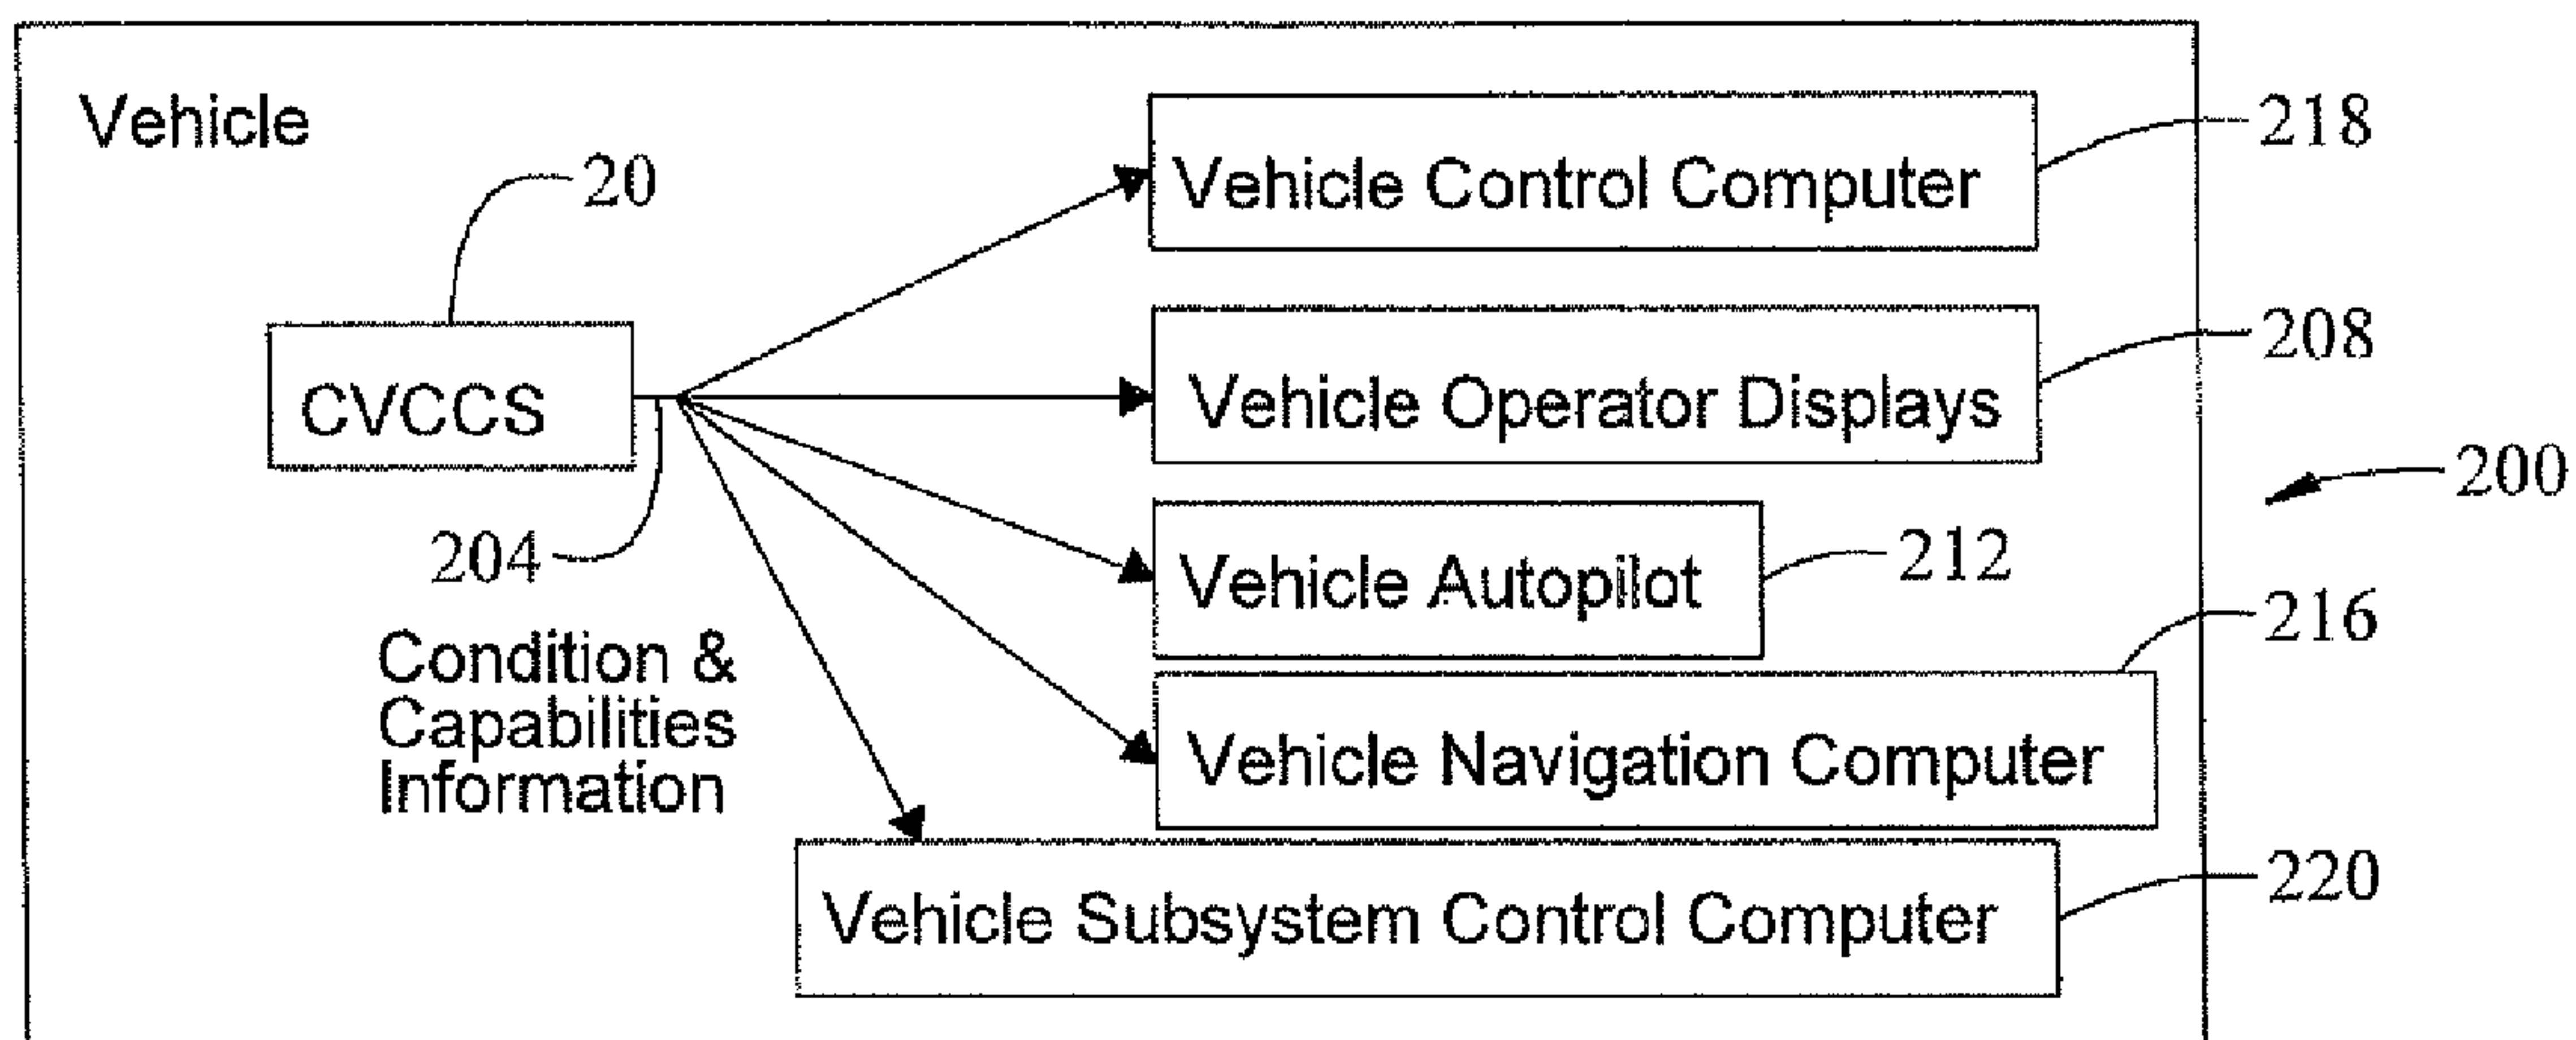 Vehicle
218
Vehicle Control Computer
20
208
CVCCS
Vehicle Operator Displays
200
204
212
Vehicle Autopilot
216
Condition &
Capabilities
Information
Vehicle Navigation Computer
220
Vehicle Subsystem Control Computer